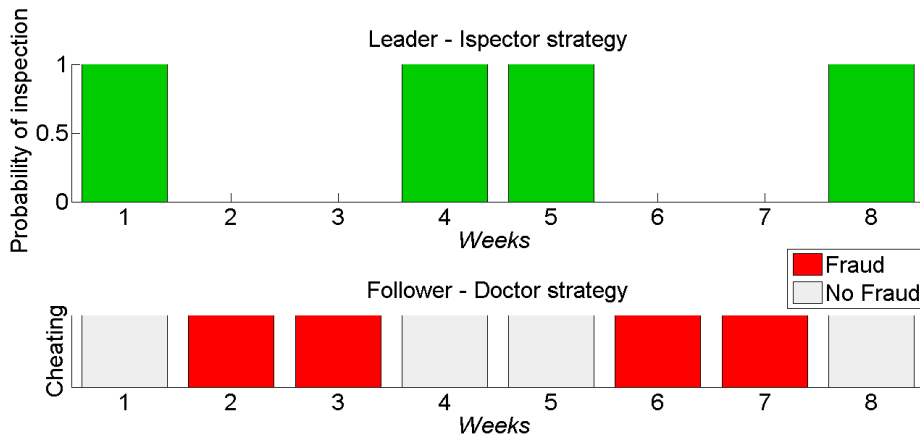 Leader - Ispector strategy
Probability of inspection
1
0.5
0
1 2 3 4 5 6 7 8
Weeks
Fraud
No Fraud
Follower - Doctor strategy
Cheating
1 2 3 4 5 6 7 8
Weeks